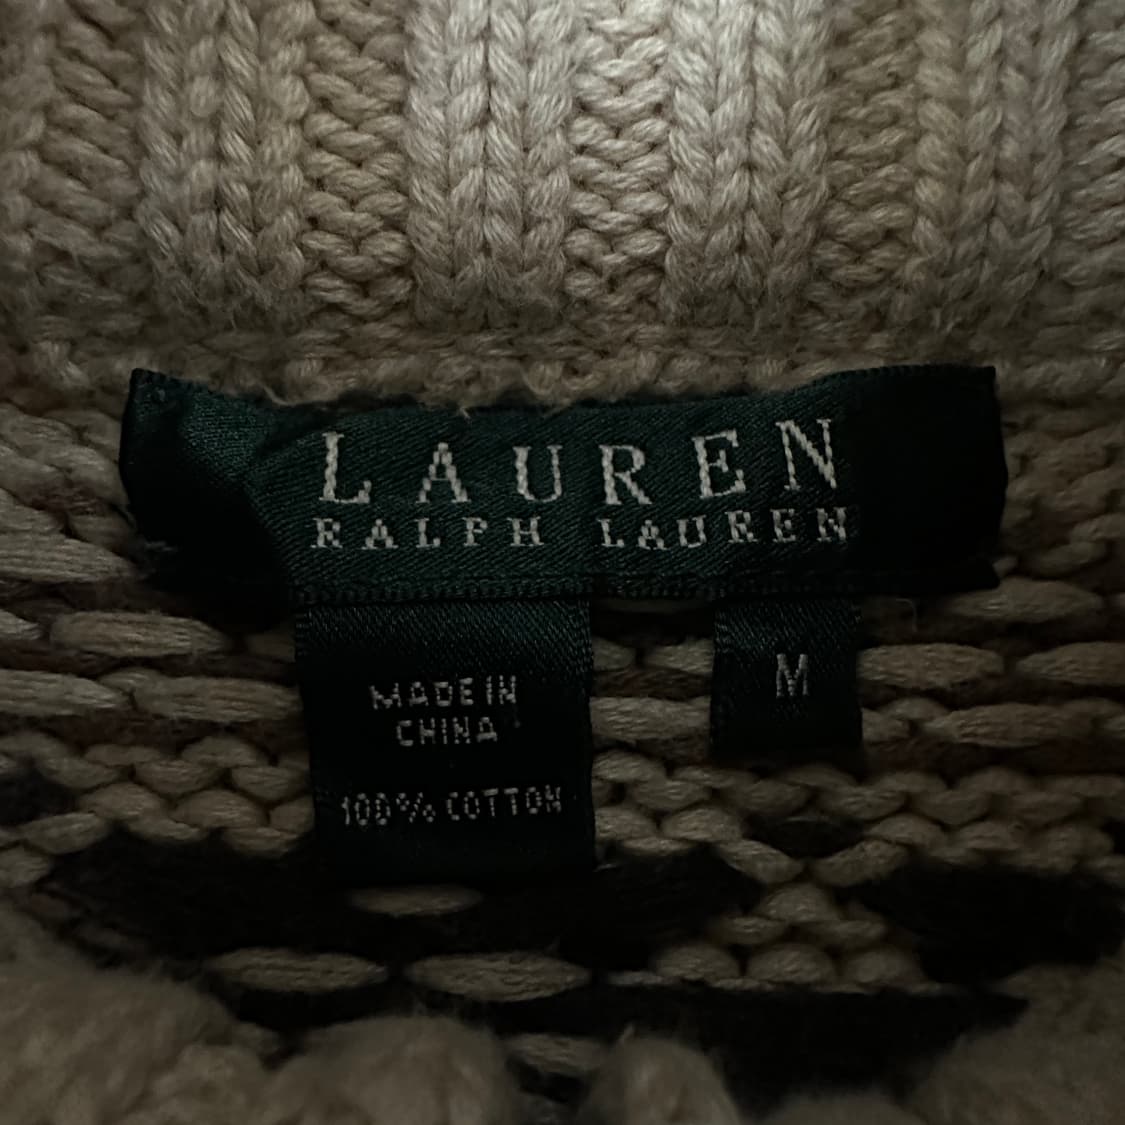 LAUREN
RALPH LAUREN
MADE IN
CHINA
100% COTTON
M